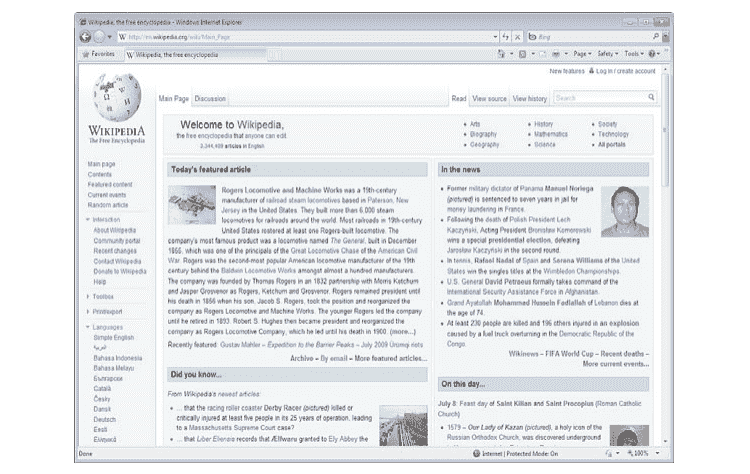 Wikipedia, the free encyclopedia - Windows Internet Explorer
http://en.wikipedia.org/wiki/Main_Page
Bing
Favorites
Wikipedia, the free encyclopedia
Page
Safety
Tools
New features
Log in / create account
Main Page
Discussion
Read
View source
View history
Search
WIKIPEDIA
The Free Encyclopedia
Main page
Contents
Featured content
Current events
Random article
Interaction
About Wikipedia
Community portal
Recent changes
Contact Wikipedia
Donate to Wikipedia
Help
Toolbox
Print/export
Languages
Simple English
العربية
Bahasa Indonesia
Bahasa Melayu
Български
Català
Česky
Dansk
Deutsch
Eesti
Ελληνικά
Welcome to Wikipedia,
the free encyclopedia that anyone can edit.
articles in English
Arts
Biography
Geography
History
Mathematics
Science
Society
Technology
All portals
Today's featured article
Rogers Locomotive and Machine Works was a 19th-century
manufacturer of railroad steam locomotives based in Paterson, New
Jersey in the United States. They built more than 6,000 steam
locomotives for railroads around the world. Most railroads in 19th-century
United States rostered at least one Rogers-built locomotive. The
company's most famous product was a locomotive named The General, built in December
1855, which was one of the principals of the Great Locomotive Chase of the American Civil
War. Rogers was the second-most popular American locomotive manufacturer of the 19th
century behind the Baldwin Locomotive Works amongst almost a hundred manufacturers.
The company was founded by Thomas Rogers in an 1832 partnership with Morris Ketchum
and Jasper Grosvenor as Rogers, Ketchum and Grosvenor. Rogers remained president until
his death in 1856 when his son, Jacob S. Rogers, took the position and reorganized the
company as Rogers Locomotive and Machine Works. The younger Rogers led the company
until he retired in 1893. Robert S. Hughes then became president and reorganized the
company as Rogers Locomotive Company, which he led until his death in 1900. (more...)
Recently featured: Gustav Mahler – Expedition to the Barrier Peaks – July 2009 Ürümqi riots
Archive – By email – More featured articles...
Did you know...
From Wikipedia's newest articles:
... that the racing roller coaster Derby Racer (pictured) killed or
critically injured at least five people in its 25 years of operation, leading
to a Massachusetts Supreme Court case?
... that Liber Eliensis records that Ælfwaru granted to Ely Abbey the
In the news
Former military dictator of Panama Manuel Noriega
(pictured) is sentenced to seven years in jail for
money laundering in France.
Following the death of Polish President Lech
Kaczyński, Acting President Bronisław Komorowski
wins a special presidential election, defeating
Jarosław Kaczyński in the second round.
In tennis, Rafael Nadal of Spain and Serena Williams of the United
States win the singles titles at the Wimbledon Championships.
U.S. General David Petraeus formally takes command of the
International Security Assistance Force in Afghanistan.
Grand Ayatollah Mohammad Hussein Fadlallah of Lebanon dies at
the age of 74.
At least 230 people are killed and 196 others injured in an explosion
caused by a fuel truck overturning in the Democratic Republic of the
Congo.
Wikinews – FIFA World Cup – Recent deaths –
More current events...
On this day...
July 8: Feast day of Saint Kilian and Saint Procopius (Roman Catholic
Church)
1579 – Our Lady of Kazan (pictured), a holy icon of the
Russian Orthodox Church, was discovered underground
Done
Internet | Protected Mode: On
100%